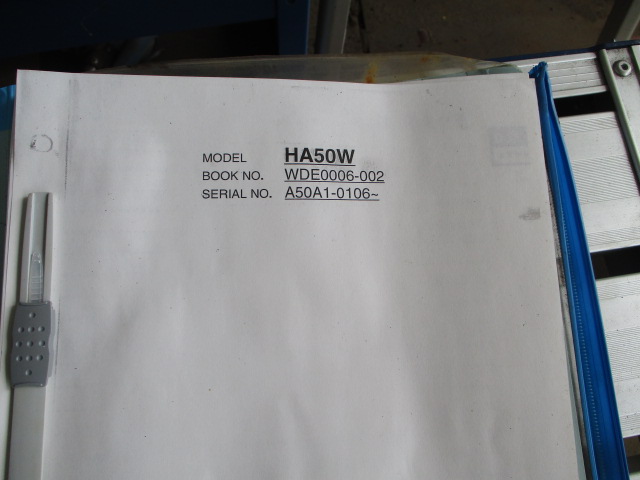 MODEL HA50W
BOOK NO. WDE0006-002
SERIAL NO. A50A1-0106~